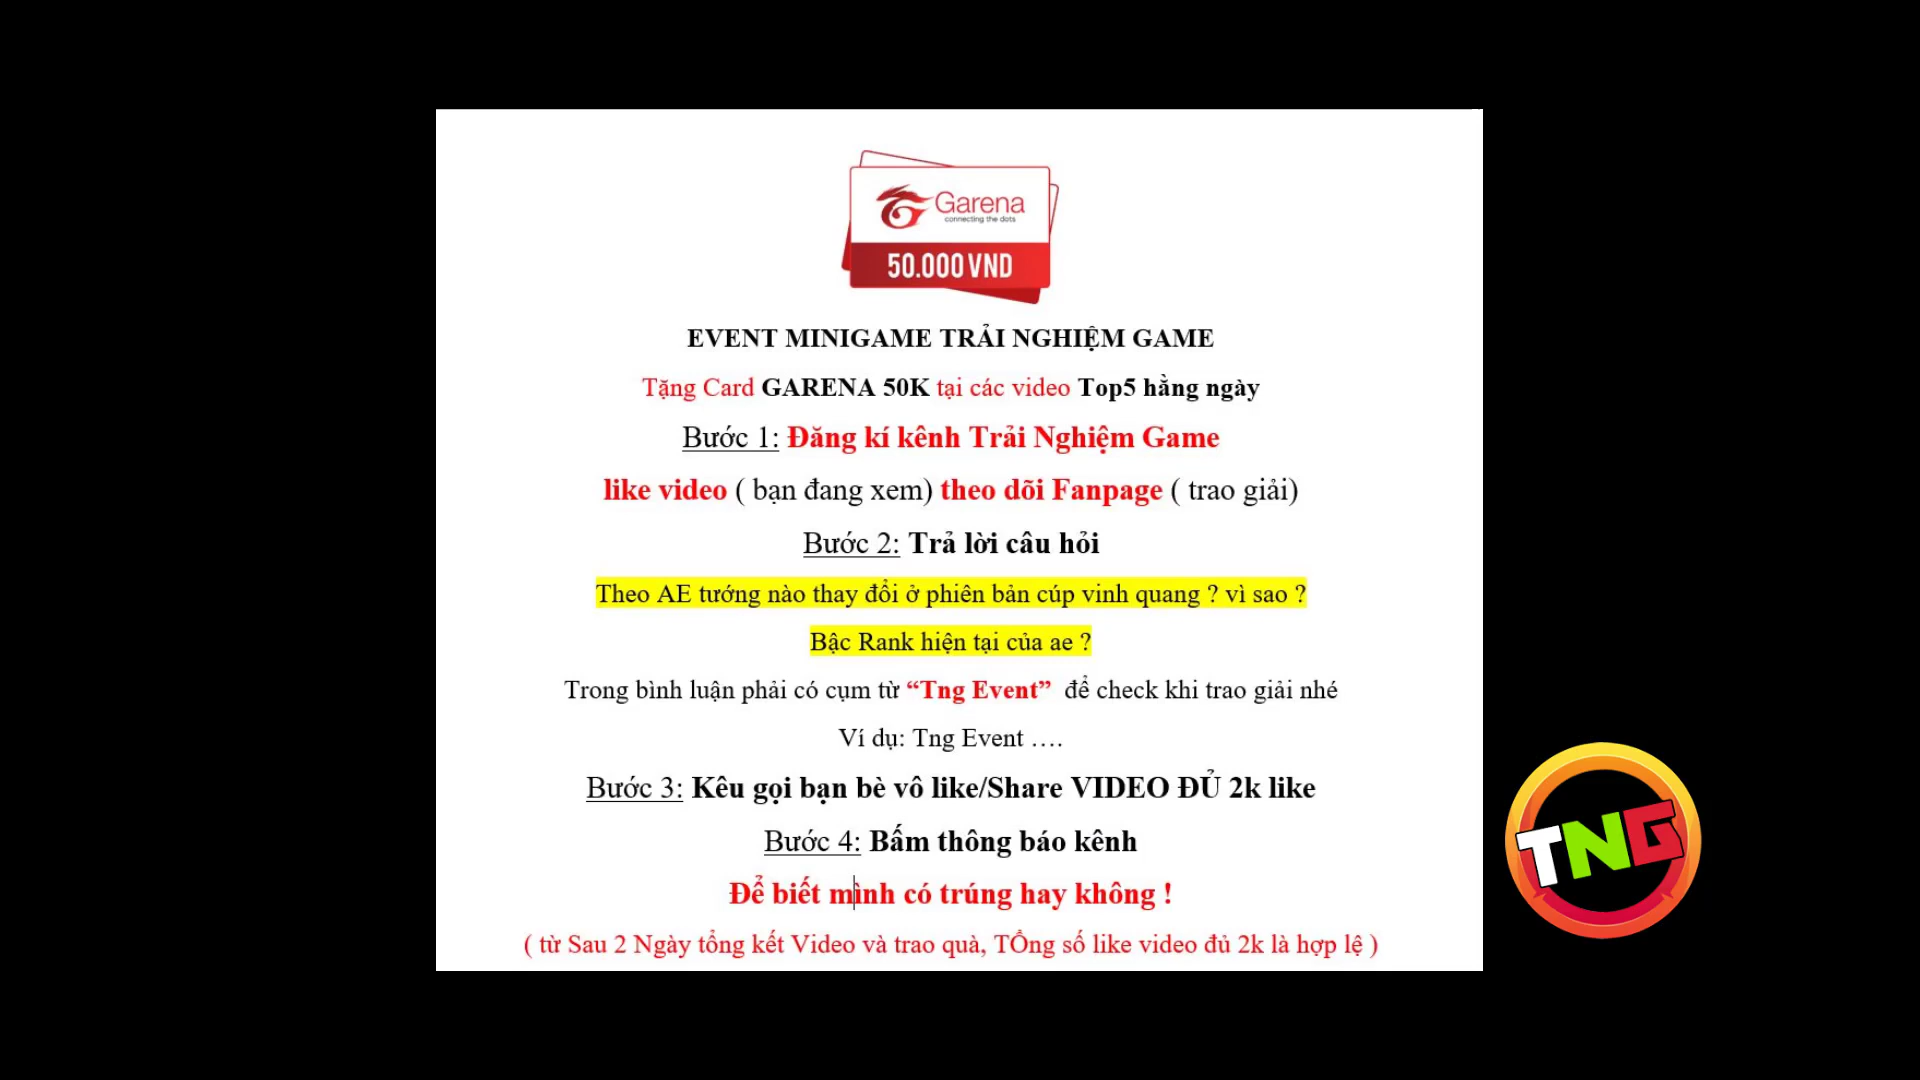 Garena
connecting the dots
50.000 VND
EVENT MINIGAME TRẢI NGHIỆM GAME
Tặng Card GARENA 50K tại các video Top5 hằng ngày
Bước 1: Đăng kí kênh Trải Nghiệm Game
like video ( bạn đang xem) theo dõi Fanpage ( trao giải)
Bước 2: Trả lời câu hỏi
Theo AE tướng nào thay đổi ở phiên bản cúp vinh quang ? vì sao ?
Bậc Rank hiện tại của ae ?
Trong bình luận phải có cụm từ “Tng Event” để check khi trao giải nhé
Ví dụ: Tng Event ….
Bước 3: Kêu gọi bạn bè vô like/Share VIDEO ĐỦ 2k like
Bước 4: Bấm thông báo kênh
Để biết mình có trúng hay không !
( từ Sau 2 Ngày tổng kết Video và trao quà, TỔng số like video đủ 2k là hợp lệ )
TNG